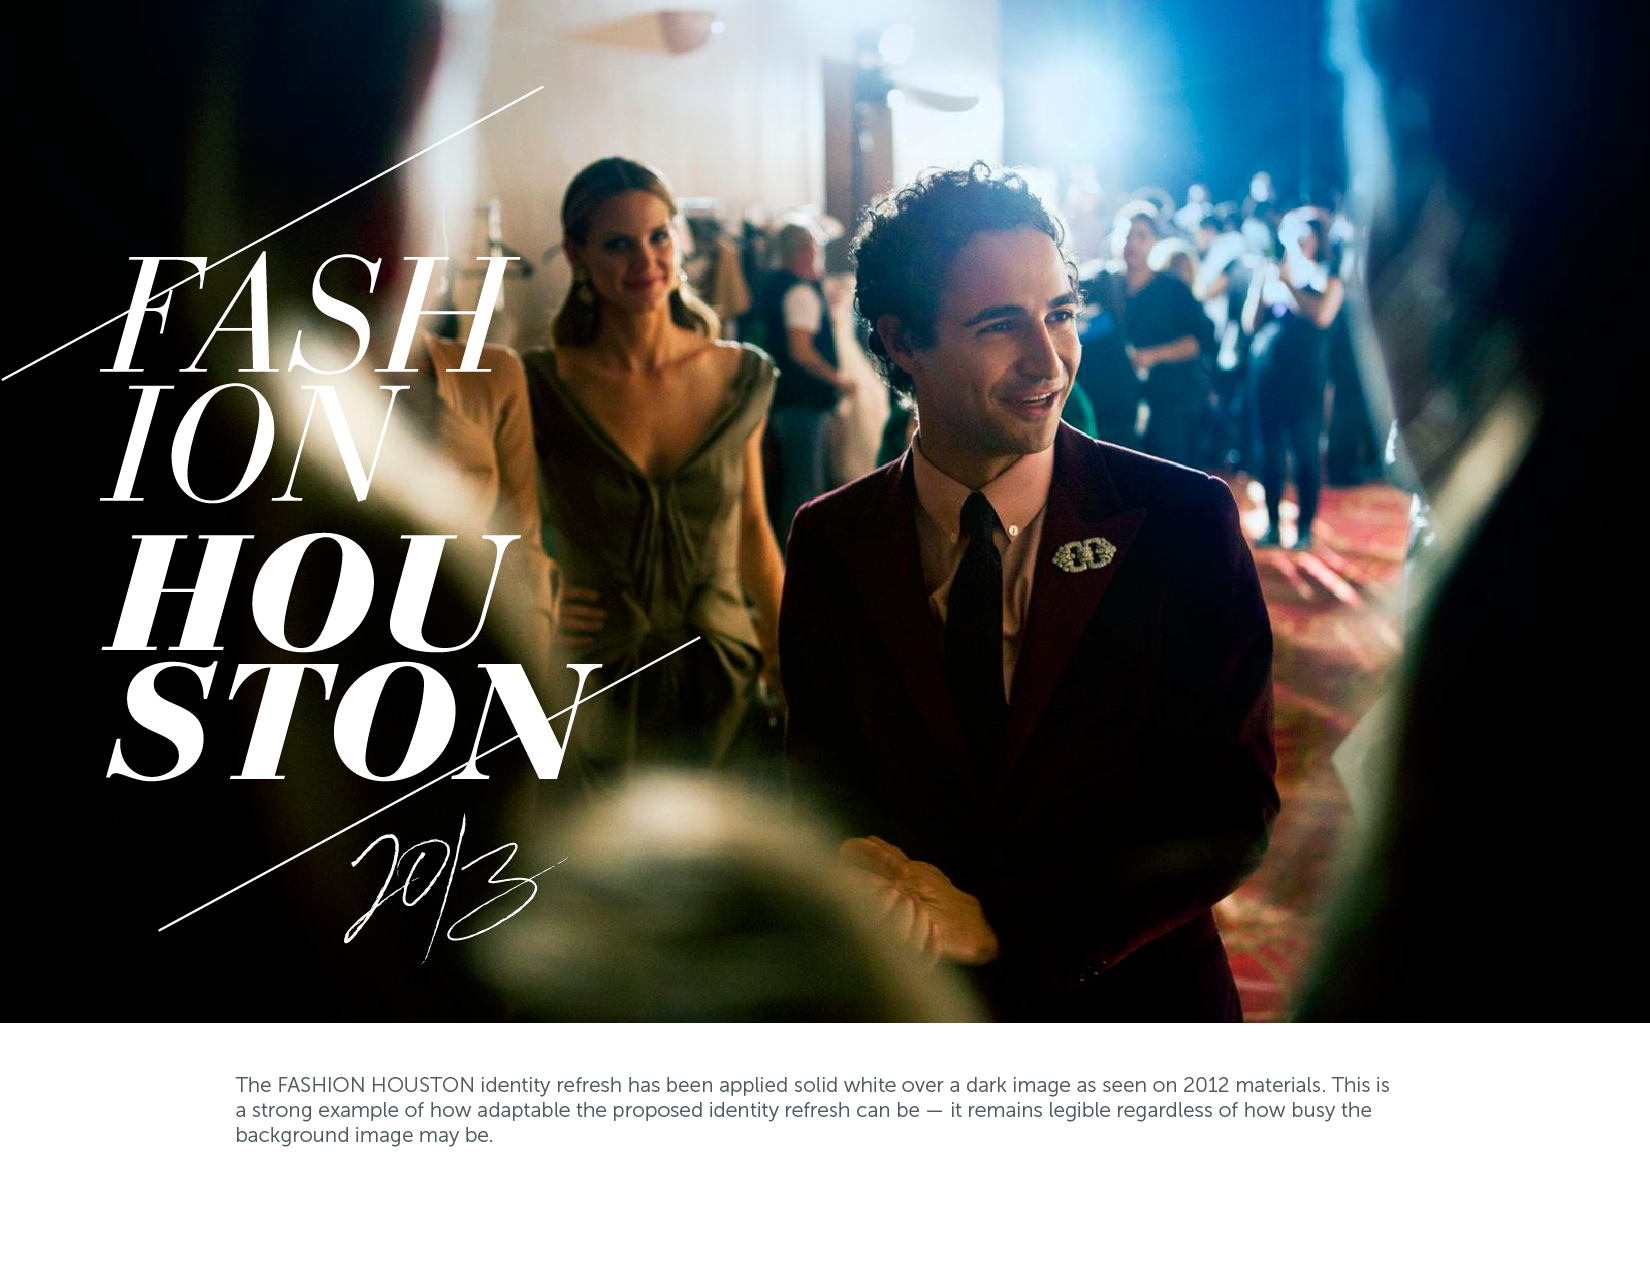 FASH
ION
HOU
STON
2013
The FASHION HOUSTON identity refresh has been applied solid white over a dark image as seen on 2012 materials. This is
a strong example of how adaptable the proposed identity refresh can be — it remains legible regardless of how busy the
background image may be.